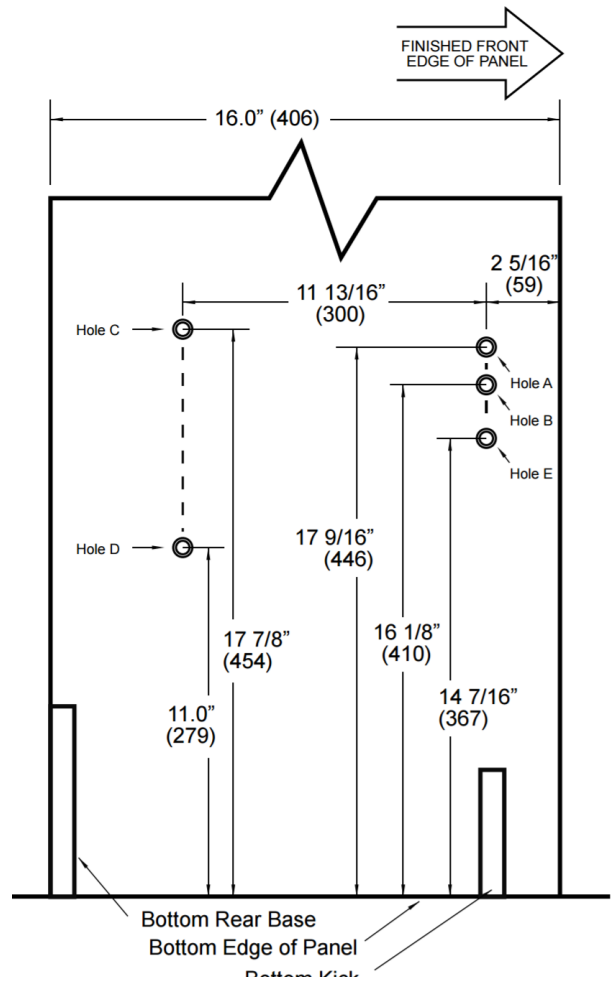 FINISHED FRONT
EDGE OF PANEL
16.0” (406)
2 5/16”
(59)
11 13/16”
(300)
Hole C
Hole A
Hole B
Hole E
17 9/16”
(446)
Hole D
16 1/8”
(410)
17 7/8”
(454)
14 7/16”
(367)
11.0”
(279)
Bottom Rear Base
Bottom Edge of Panel
Bottom Kick